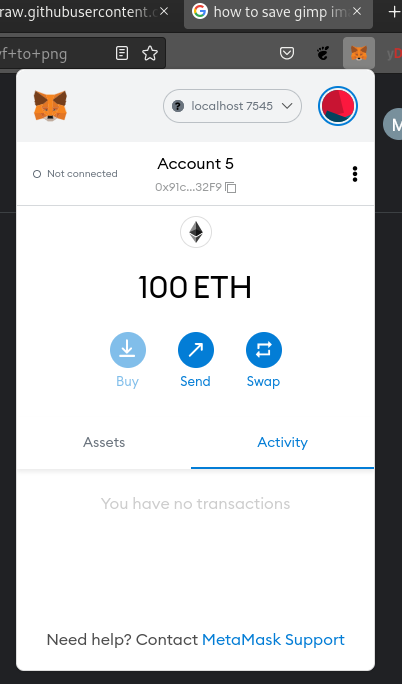 raw.githubusercontent.c × how to save gimp im × +
vf+to+png
localhost 7545
Not connected
Account 5
0x91c...32F9
100 ETH
Buy Send Swap
Assets Activity
You have no transactions
Need help? Contact MetaMask Support
M